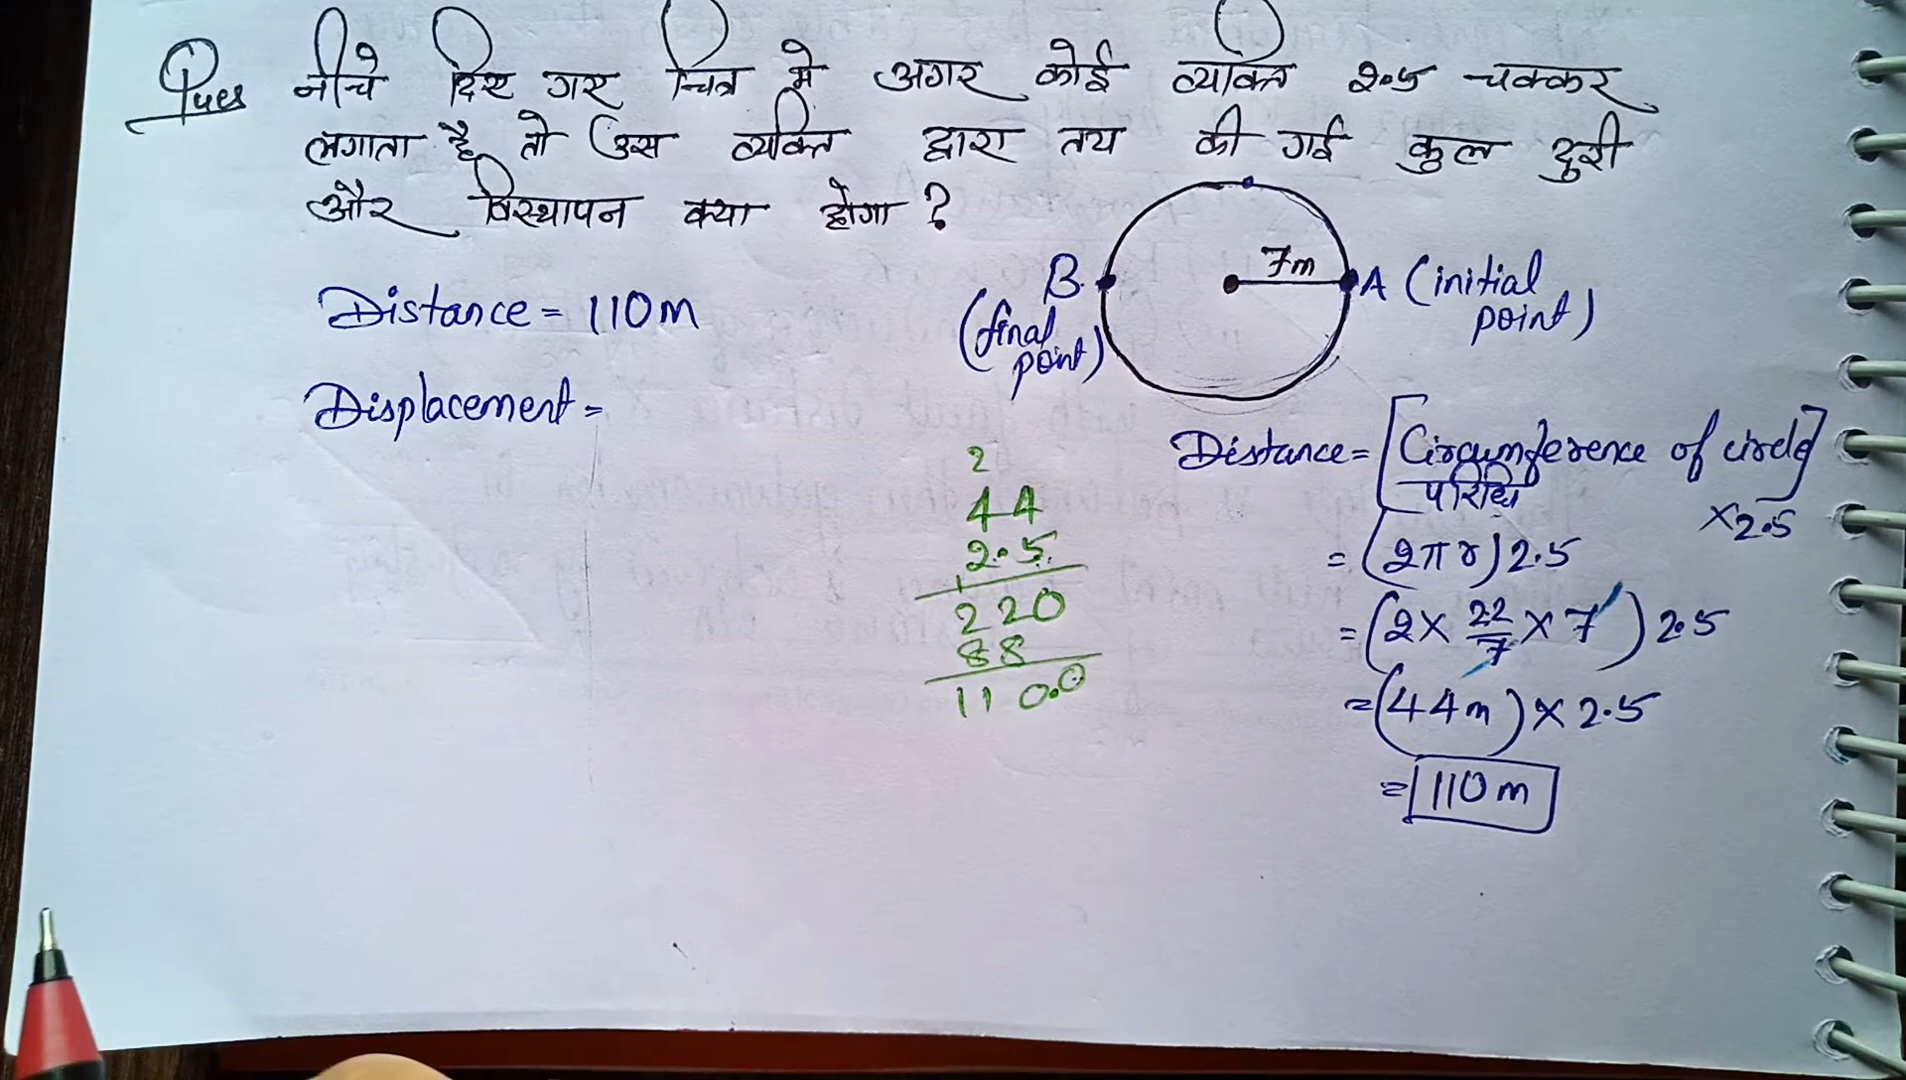 Ques नीचे दिए गए चित्र मे अगर कोई व्यक्ति 2.5 चक्कर
लगाता है तो उस व्यक्ति द्वारा तय की गई कुल दुरी
और विस्थापन क्या होगा ?
7m
B
(final
point)
A (initial
point)
Distance = 110m
Displacement =
2
44
2.5
1
220
88
110.0
Distance = [Circumference of circle]
परिधि
×2.5
= (2πr) 2.5
= (2 × 22/7 × 7) 2.5
= (44m) × 2.5
= 110m